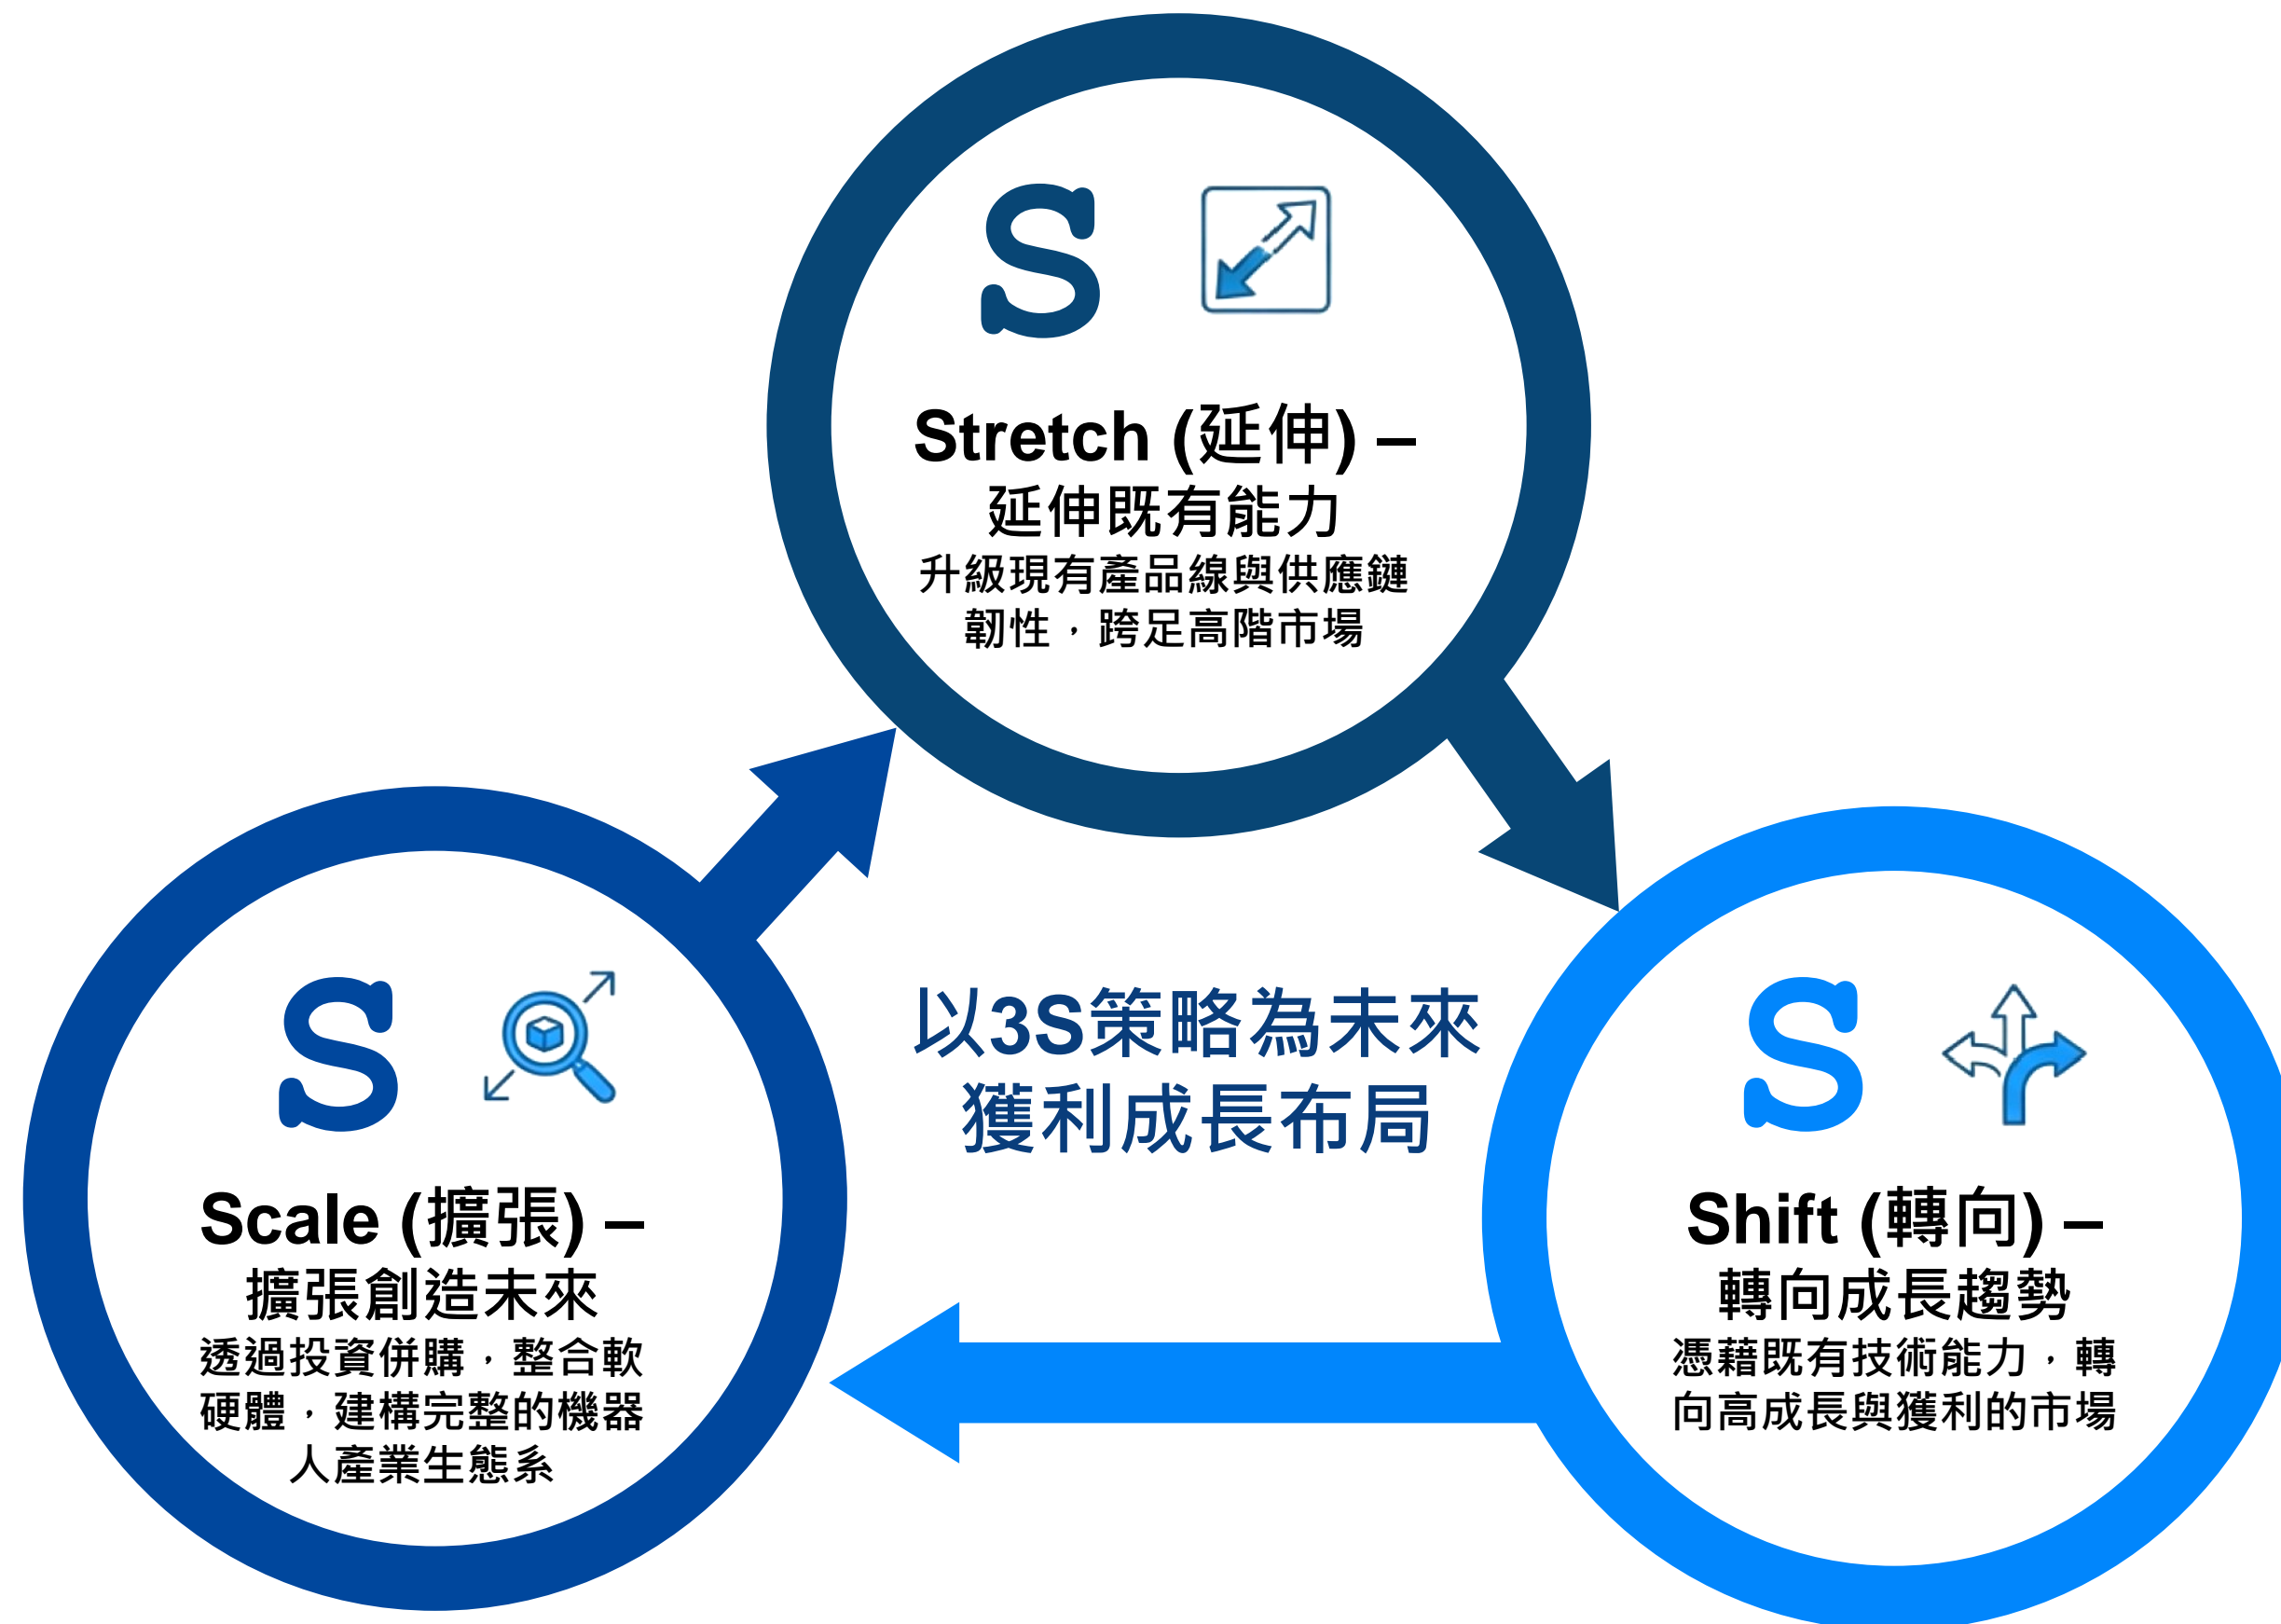 S
Stretch (延伸) –
延伸既有能力
升級現有產品線與供應鏈
韌性，跨足高階市場
以3S策略為未來
獲利成長布局
S
Scale (擴張) –
擴張創造未來
透過投資併購，整合軟
硬體，建構完整的機器
人產業生態系
S
Shift (轉向) –
轉向成長趨勢
憑藉既有技術能力，轉
向高成長與獲利的市場